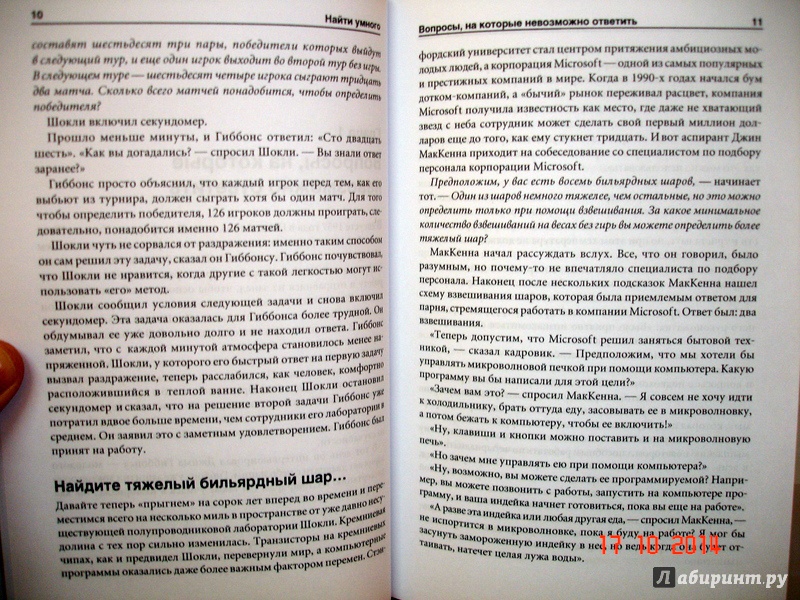 10
Найти умного
составят шестьдесят три пары, победители которых выйдут
в следующий тур, и еще один игрок выходит во второй тур без игры.
В следующем туре — шестьдесят четыре игрока сыграют тридцать
два матча. Сколько всего матчей понадобится, чтобы определить
победителя?
Шокли включил секундомер.
Прошло меньше минуты, и Гиббонс ответил: «Сто двадцать
шесть». «Как вы догадались? — спросил Шокли. — Вы знали ответ
заранее?»
Гиббонс просто объяснил, что каждый игрок перед тем, как его
выбьют из турнира, должен сыграть хотя бы один матч. Для того
чтобы определить победителя, 126 игроков должны проиграть, сле-
довательно, понадобится именно 126 матчей.
Шокли чуть не сорвался от раздражения: именно таким способом
он сам решил эту задачу, сказал он Гиббонсу. Гиббонс почувствовал,
что Шокли не нравится, когда другие с такой легкостью могут ис-
пользовать «его» метод.
Шокли сообщил условия следующей задачи и снова включил
секундомер. Эта задача оказалась для Гиббонса более трудной. Он
обдумывал ее уже довольно долго и не находил ответа. Гиббонс
заметил, что с каждой минутой атмосфера становилось менее на-
пряженной. Шокли, у которого его быстрый ответ на первую задачу
вызвал раздражение, теперь расслабился, как человек, комфортно
расположившийся в теплой ванне. Наконец Шокли остановил
секундомер и сказал, что на решение второй задачи Гиббонс уже
потратил вдвое больше времени, чем сотрудники его лаборатории в
среднем. Он заявил это с заметным удовлетворением. Гиббонс был
принят на работу.
Найдите тяжелый бильярдный шар…
Давайте теперь «прыгнем» на сорок лет вперед во времени и пере-
местимся всего на несколько миль в пространстве от уже давно несу-
ществующей полупроводниковой лаборатории Шокли. Кремниевая
долина с тех пор сильно изменилась. Транзисторы на кремниевых
чипах, как и предвидел Шокли, перевернули мир, а компьютерные
программы оказались даже более важным фактором перемен. Стэн-
Вопросы, на которые невозможно ответить
11
фордский университет стал центром притяжения амбициозных мо-
лодых людей, а корпорация Microsoft — одной из самых популярных
и престижных компаний в мире. Когда в 1990-х годах начался бум
дотком-компаний, а «бычий» рынок переживал расцвет, компания
Microsoft получила известность как место, где даже не хватающий
звезд с неба сотрудник может сделать свой первый миллион дол-
ларов еще до того, как ему стукнет тридцать. И вот аспирант Джин
МакКенна приходит на собеседование со специалистом по подбору
персонала корпорации Microsoft.
Предположим, у вас есть восемь бильярдных шаров, — начинает
тот. — Один из шаров немного тяжелее, чем остальные, но это можно
определить только при помощи взвешивания. За какое минимальное
количество взвешиваний на весах без гирь вы можете определить более
тяжелый шар?
МакКенна начал рассуждать вслух. Все, что он говорил, было
разумным, но почему-то не впечатляло специалиста по подбору
персонала. Наконец после нескольких подсказок МакКенна нашел
схему взвешивания шаров, которая была приемлемым ответом для
парня, стремящегося работать в компании Microsoft. Ответ был: два
взвешивания.
«Теперь допустим, что Microsoft решил заняться бытовой тех-
никой, — сказал кадровик. — Предположим, что мы хотели бы
управлять микроволновой печкой при помощи компьютера. Какую
программу вы бы написали для этой цели?»
«Зачем вам это? — спросил МакКенна. — Я совсем не хочу идти
к холодильнику, брать оттуда еду, засовывать ее в микроволновку,
а потом бежать к компьютеру, чтобы ее включить!»
«Ну, клавиши и кнопки можно поставить и на микроволновую
печь».
«Но зачем мне управлять ею при помощи компьютера?»
«Ну, возможно, вы можете сделать ее программируемой? Напри-
мер, вы можете позвонить с работы, запустить на компьютере про-
грамму, и ваша индейка начнет готовиться, пока вы еще на работе».
«А разве эта индейка или любая другая еда, — спросил МакКенна, —
не испортится в микроволновке, пока я буду на работе? Я мог бы
засунуть замороженную индейку в нее, но ведь когда она будет от-
таивать, натечет целая лужа воды».
17 10 2014
Лабиринт.ру